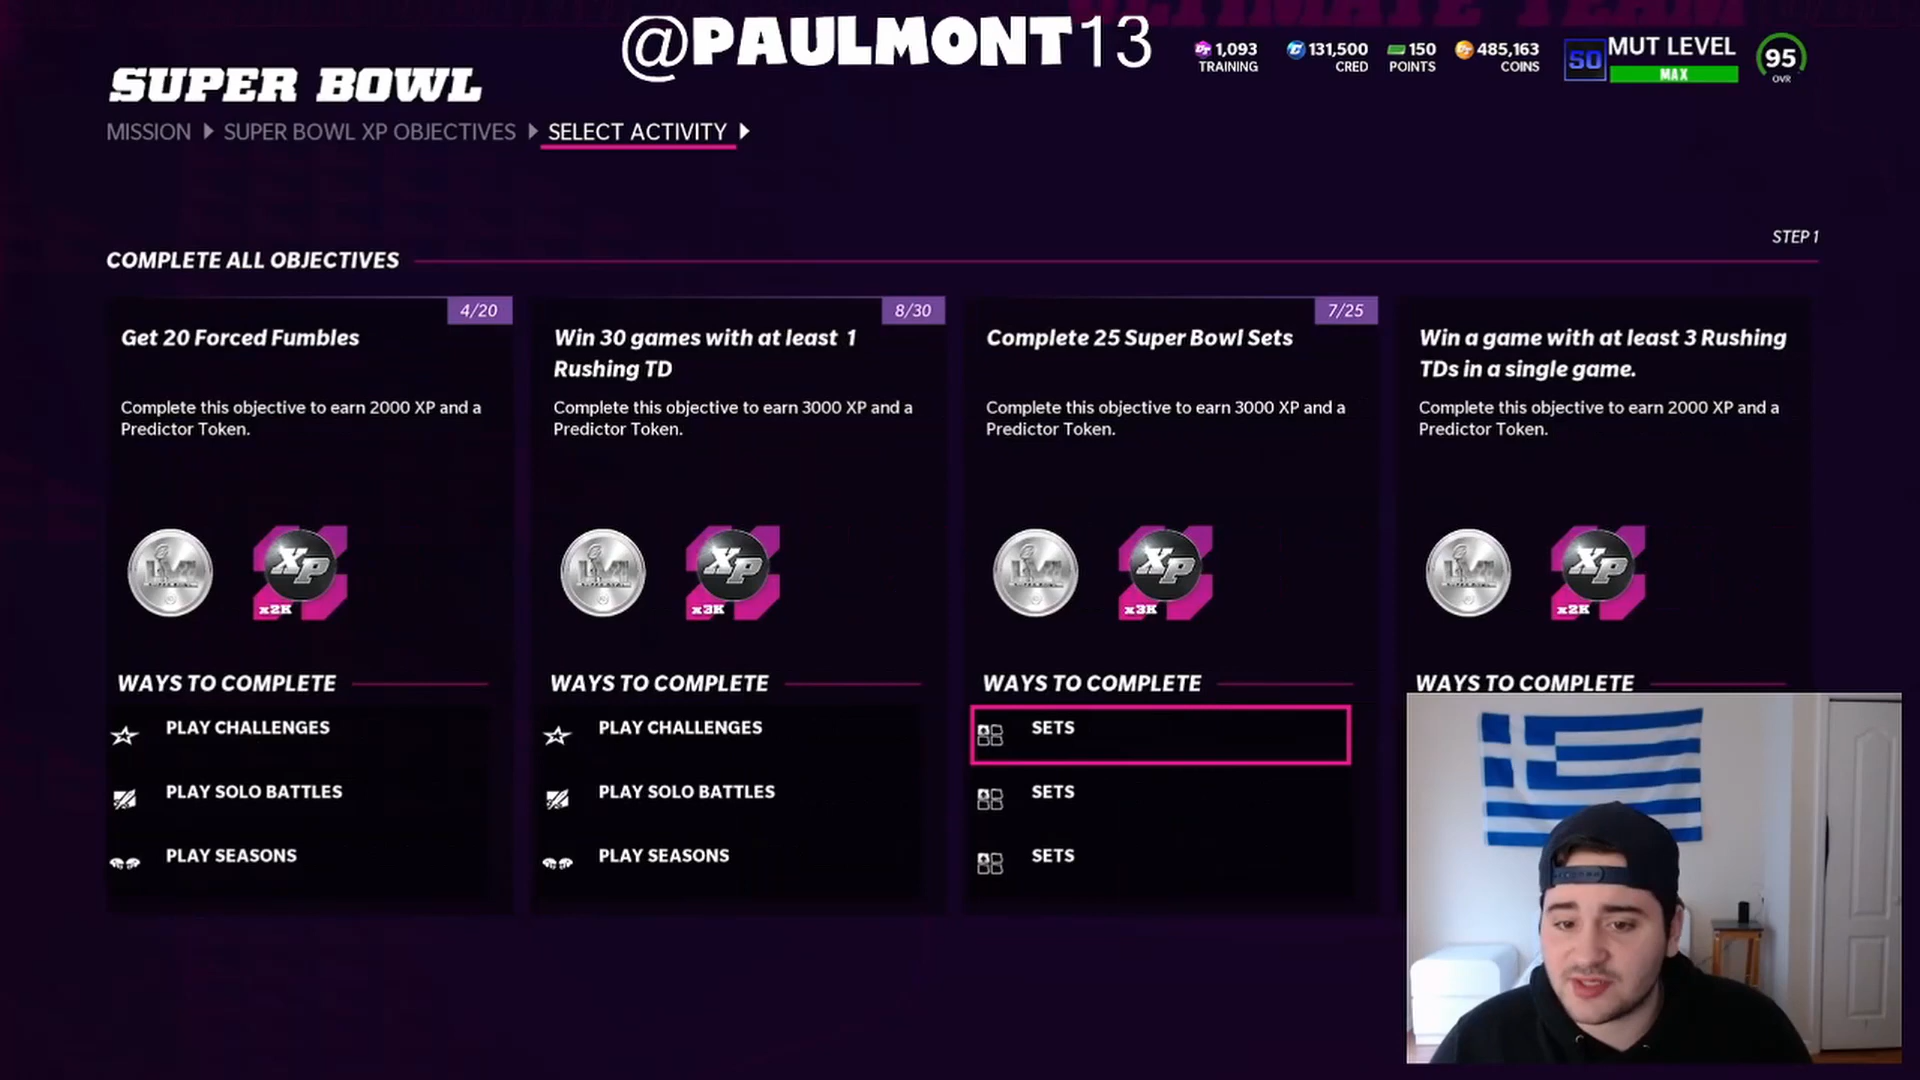 ULTIMATE TEAM
@PAULMONT13
1,093
TRAINING
131,500
CRED
150
POINTS
485,163
COINS
50
MUT LEVEL
MAX
95
OVR
SUPER BOWL
MISSION SUPER BOWL XP OBJECTIVES SELECT ACTIVITY
STEP 1
COMPLETE ALL OBJECTIVES
4/20
Get 20 Forced Fumbles
Complete this objective to earn 2000 XP and a
Predictor Token.
LVII
XP
x2K
WAYS TO COMPLETE
PLAY CHALLENGES
PLAY SOLO BATTLES
PLAY SEASONS
8/30
Win 30 games with at least 1
Rushing TD
Complete this objective to earn 3000 XP and a
Predictor Token.
LVII
XP
x3K
WAYS TO COMPLETE
PLAY CHALLENGES
PLAY SOLO BATTLES
PLAY SEASONS
7/25
Complete 25 Super Bowl Sets
Complete this objective to earn 3000 XP and a
Predictor Token.
LVII
XP
x3K
WAYS TO COMPLETE
SETS
SETS
SETS
Win a game with at least 3 Rushing
TDs in a single game.
Complete this objective to earn 2000 XP and a
Predictor Token.
LVII
XP
x2K
WAYS TO COMPLETE